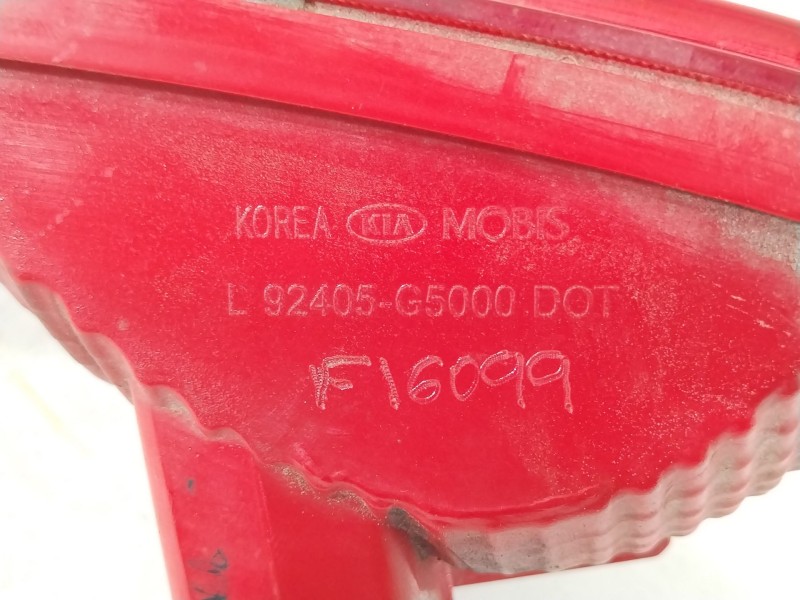 KOREA KIA MOBIS
L 92405-G5000 DOT
F16099